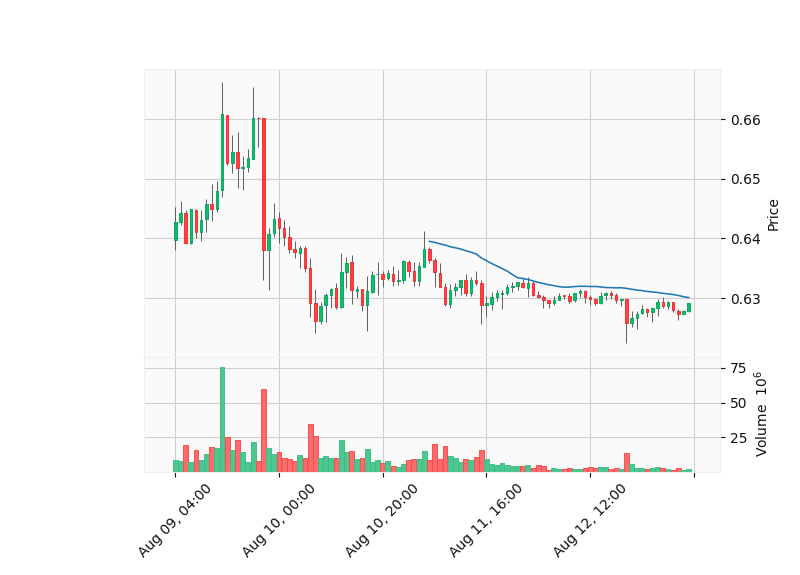 0.66
0.65
0.64
0.63
Price
75
50
25
Volume 10^6
Aug 09, 04:00
Aug 10, 00:00
Aug 10, 20:00
Aug 11, 16:00
Aug 12, 12:00